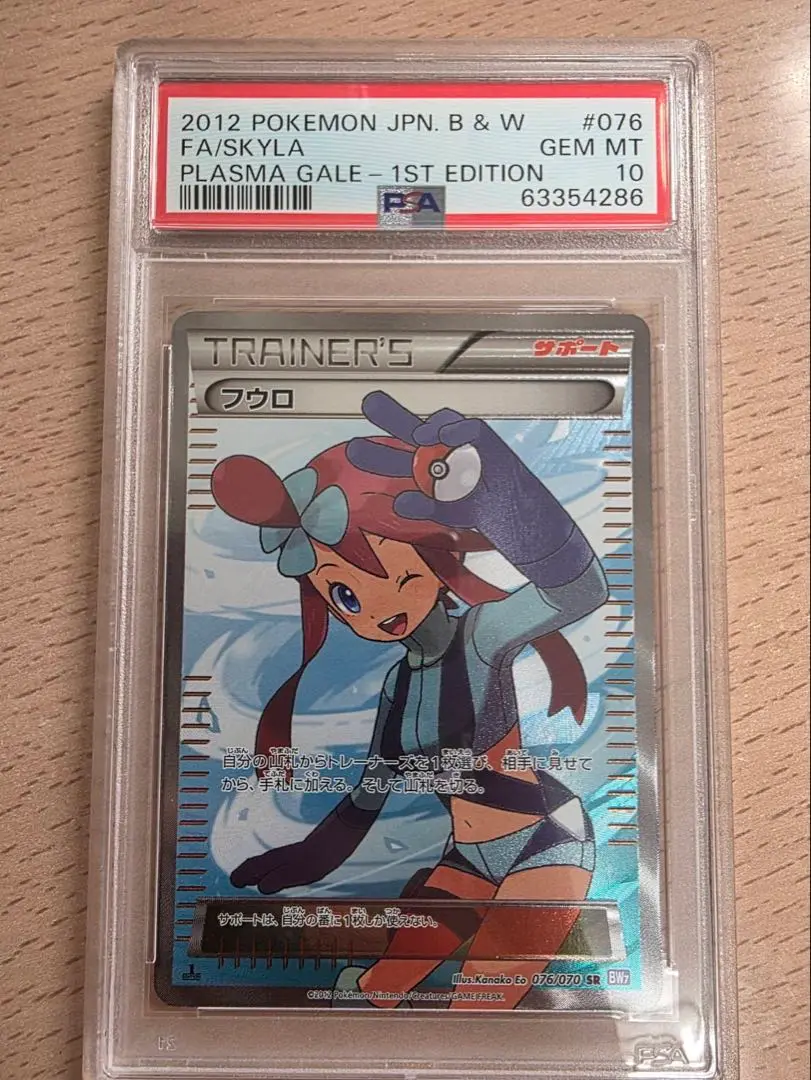 2012 POKEMON JPN. B & W #076
FA/SKYLA GEM MT
PLASMA GALE - 1ST EDITION 10
PSA 63354286
TRAINER'S サポート
フウロ
自分の山札からトレーナーズを1枚選び、相手に見せて
から、手札に加える。そして山札を切る。
サポートは、自分の番に1枚しか使えない。
Illus.Kanako Eo 076/070 SR BW7
©2012 Pokémon/Nintendo/Creatures/GAME FREAK.
PSA